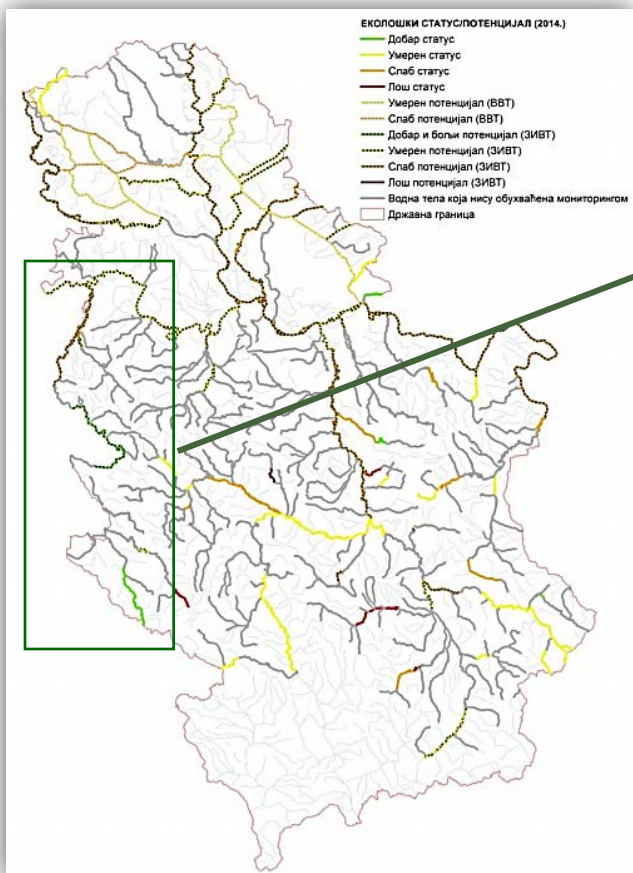 ЕКОЛОШКИ СТАТУС/ПОТЕНЦИЈАЛ (2014.)
Добар статус
Умерен статус
Слаб статус
Лош статус
Умерен потенцијал (ВВТ)
Слаб потенцијал (ВВТ)
Добар и бољи потенцијал (ЗИВТ)
Умерен потенцијал (ЗИВТ)
Слаб потенцијал (ЗИВТ)
Лош потенцијал (ЗИВТ)
Водна тела која нису обухваћена мониторингом
Државна граница